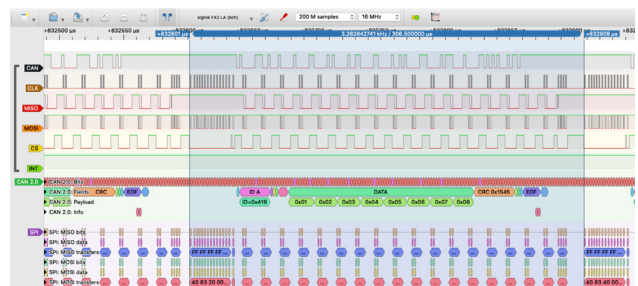 sigrok FX2 LA (8ch) 200 M samples 16 MHz
+832500 µs +832550 µs
+832601 µs 3.262642741 kHz / 306.500000 µs +832908 µs
CAN
CLK
MISO
MOSI
CS
INT
CAN 2.0 CAN 2.0: Bits
CAN 2.0: Fields CRC EOF ID A DATA CRC 0x1545 EOF
CAN 2.0: Payload ID=0x419 0x01 0x02 0x03 0x04 0x05 0x06 0x07 0x08
CAN 2.0: Info
SPI SPI: MISO bits
SPI: MISO data
SPI: MISO transfers FF FF FF FF ... FF FF FF FF ...
SPI: MOSI bits
SPI: MOSI data
SPI: MOSI transfers 40 83 20 00... 40 83 40 00...